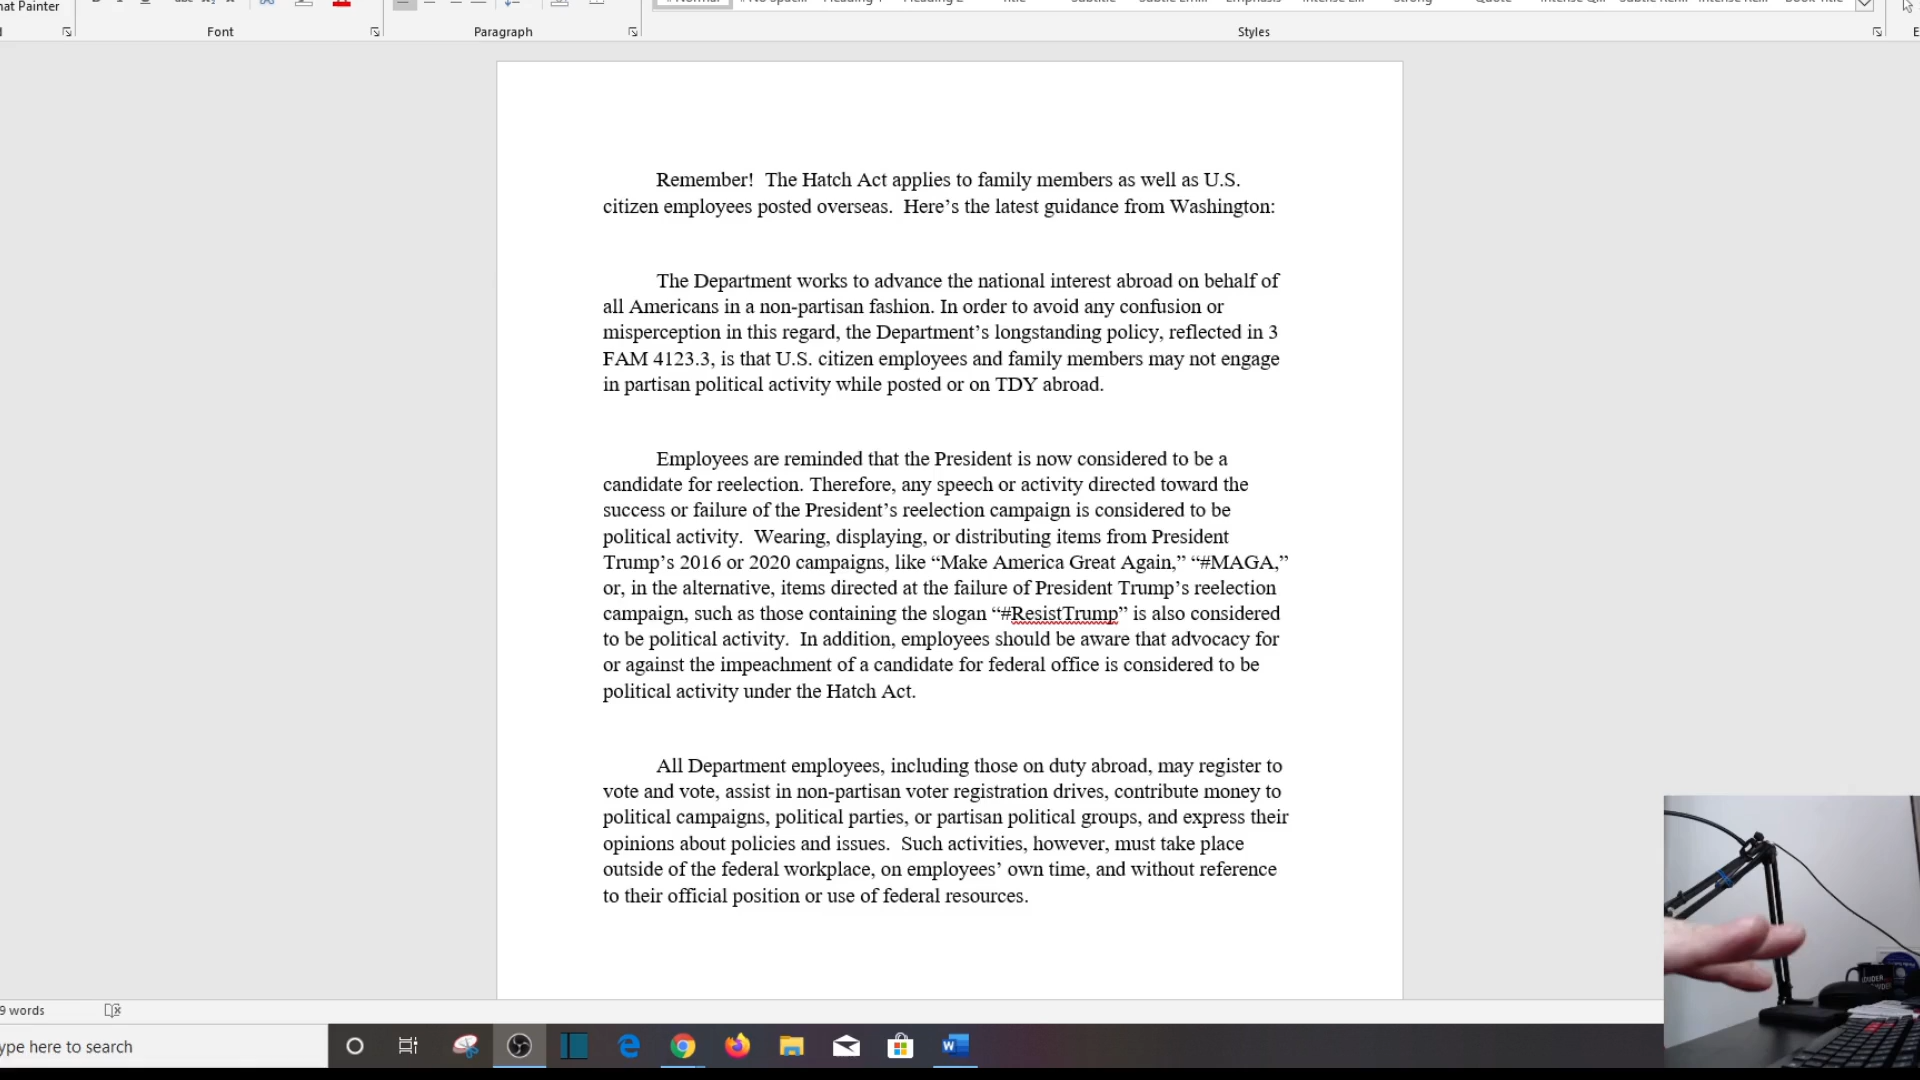 at Painter
Font
Paragraph
Styles
Remember!  The Hatch Act applies to family members as well as U.S.
citizen employees posted overseas.  Here’s the latest guidance from Washington:
The Department works to advance the national interest abroad on behalf of
all Americans in a non-partisan fashion. In order to avoid any confusion or
misperception in this regard, the Department’s longstanding policy, reflected in 3
FAM 4123.3, is that U.S. citizen employees and family members may not engage
in partisan political activity while posted or on TDY abroad.
Employees are reminded that the President is now considered to be a
candidate for reelection. Therefore, any speech or activity directed toward the
success or failure of the President’s reelection campaign is considered to be
political activity.  Wearing, displaying, or distributing items from President
Trump’s 2016 or 2020 campaigns, like “Make America Great Again,” “#MAGA,”
or, in the alternative, items directed at the failure of President Trump’s reelection
campaign, such as those containing the slogan “#ResistTrump” is also considered
to be political activity.  In addition, employees should be aware that advocacy for
or against the impeachment of a candidate for federal office is considered to be
political activity under the Hatch Act.
All Department employees, including those on duty abroad, may register to
vote and vote, assist in non-partisan voter registration drives, contribute money to
political campaigns, political parties, or partisan political groups, and express their
opinions about policies and issues.  Such activities, however, must take place
outside of the federal workplace, on employees’ own time, and without reference
to their official position or use of federal resources.
9 words
ype here to search